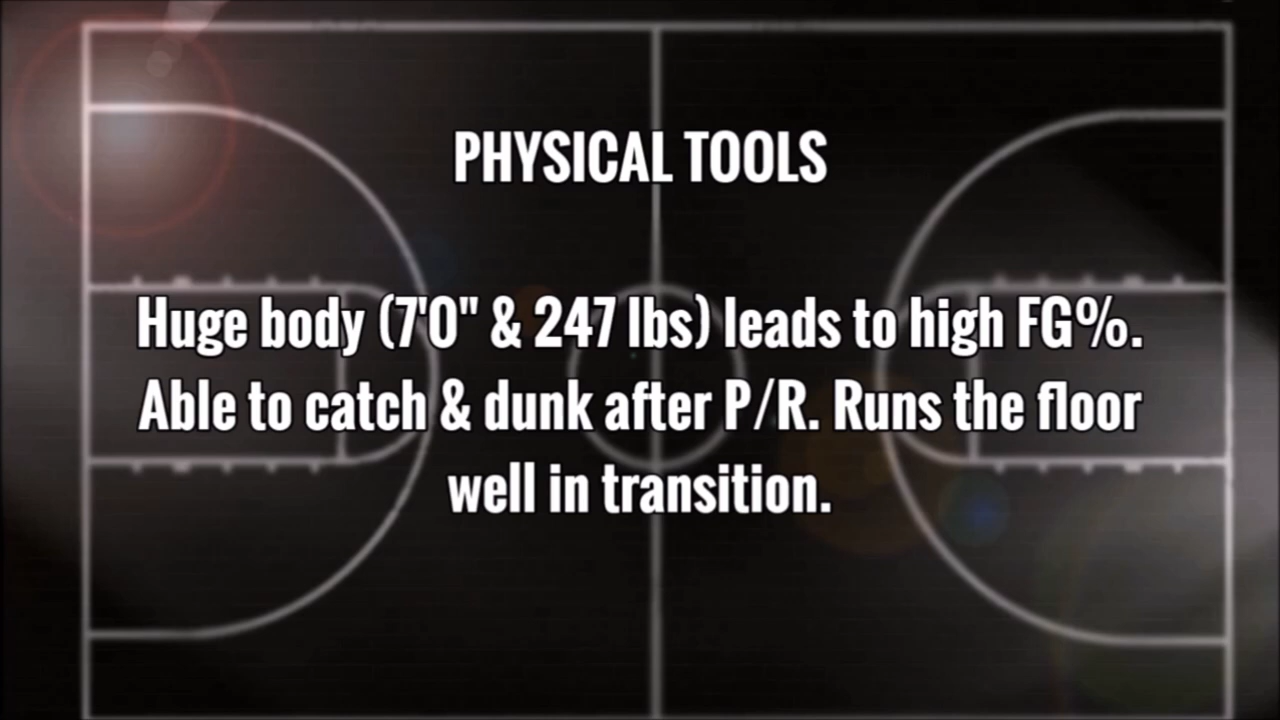 PHYSICAL TOOLS
Huge body (7'0" & 247 lbs) leads to high FG%.
Able to catch & dunk after P/R. Runs the floor
well in transition.